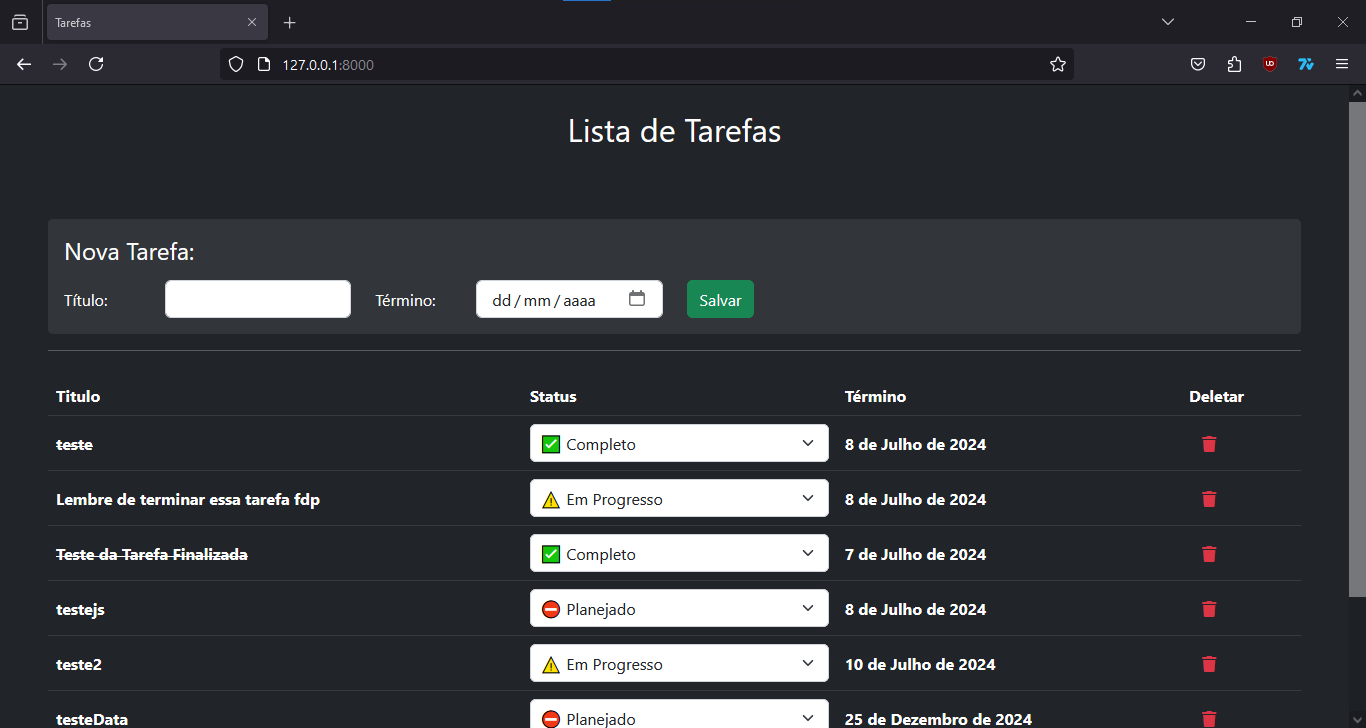 Tarefas
127.0.0.1:8000
Lista de Tarefas
Nova Tarefa:
Título: Término: dd / mm / aaaa Salvar
Titulo Status Término Deletar
teste ✅ Completo 8 de Julho de 2024
Lembre de terminar essa tarefa fdp ⚠ Em Progresso 8 de Julho de 2024
Teste da Tarefa Finalizada ✅ Completo 7 de Julho de 2024
testejs ⛔ Planejado 8 de Julho de 2024
teste2 ⚠ Em Progresso 10 de Julho de 2024
testeData ⛔ Planejado 25 de Dezembro de 2024